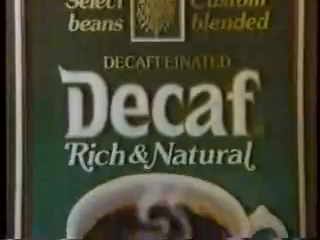 Select Custom
beans blended
DECAFFEINATED
Decaf
Rich & Natural